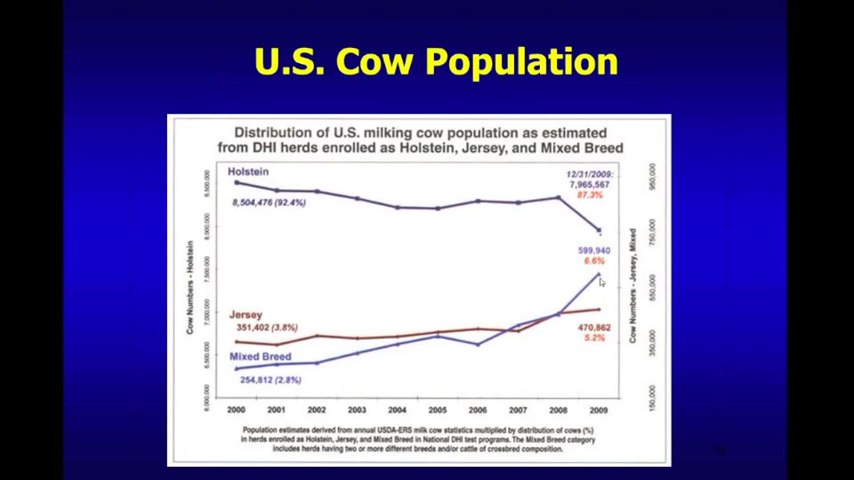 U.S. Cow Population
Distribution of U.S. milking cow population as estimated
from DHI herds enrolled as Holstein, Jersey, and Mixed Breed
Holstein
8,504,476 (92.4%)
12/31/2009:
7,965,567
87.3%
599,940
6.6%
Jersey
351,402 (3.8%)
470,862
5.2%
Mixed Breed
254,812 (2.8%)
Cow Numbers - Holstein
8,500,000
8,000,000
7,500,000
7,000,000
6,500,000
6,000,000
Cow Numbers - Jersey, Mixed
950,000
750,000
550,000
350,000
150,000
2000 2001 2002 2003 2004 2005 2006 2007 2008 2009
Population estimates derived from annual USDA-ERS milk cow statistics multiplied by distribution of cows (%)
in herds enrolled as Holstein, Jersey, and Mixed Breed in National DHI test programs. The Mixed Breed category
includes herds having two or more different breeds and/or cattle of crossbred composition.